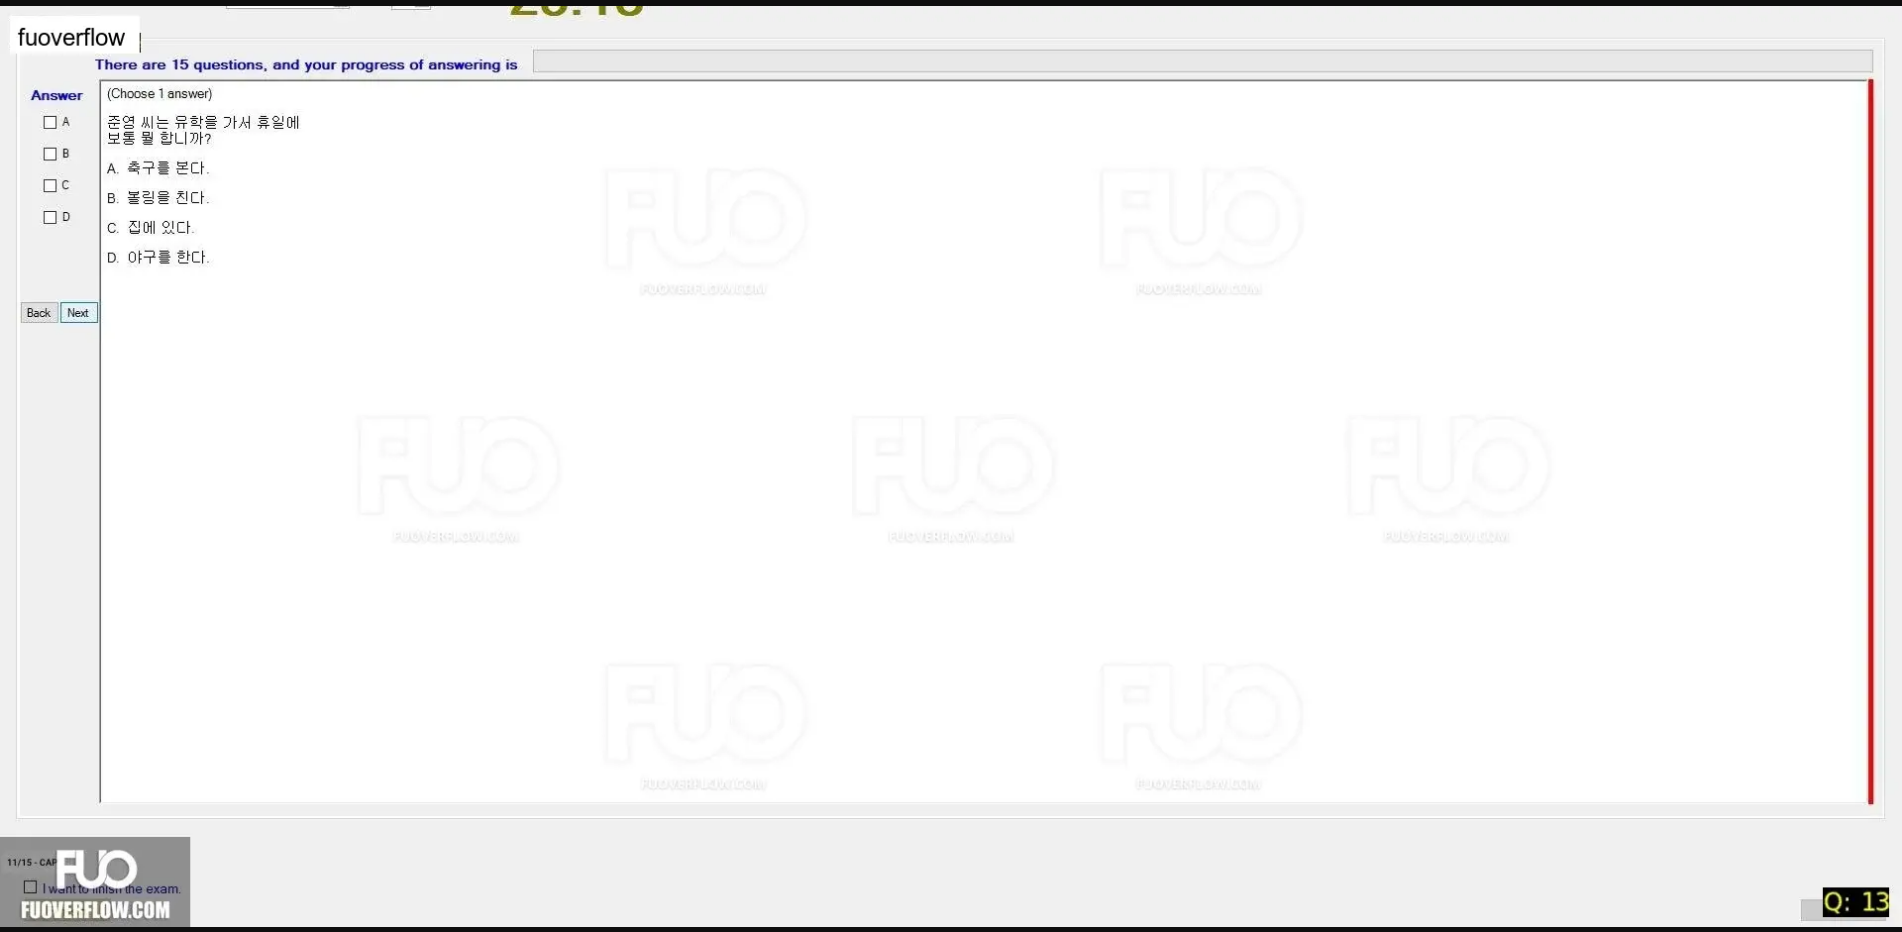 fuoverflow
There are 15 questions, and your progress of answering is
Answer
(Choose 1 answer)
A
준영 씨는 유학을 가서 휴일에
보통 뭘 합니까?
B
A. 축구를 본다.
C
B. 볼링을 친다.
D
C. 집에 있다.
D. 야구를 한다.
Back Next
FUO
FUOVERFLOW.COM
FUO
FUOVERFLOW.COM
FUO
FUOVERFLOW.COM
FUO
FUOVERFLOW.COM
FUO
FUOVERFLOW.COM
FUO
FUOVERFLOW.COM
FUO
FUOVERFLOW.COM
11/15 - CAP
FUO
I want to finish the exam.
FUOVERFLOW.COM
Q: 13